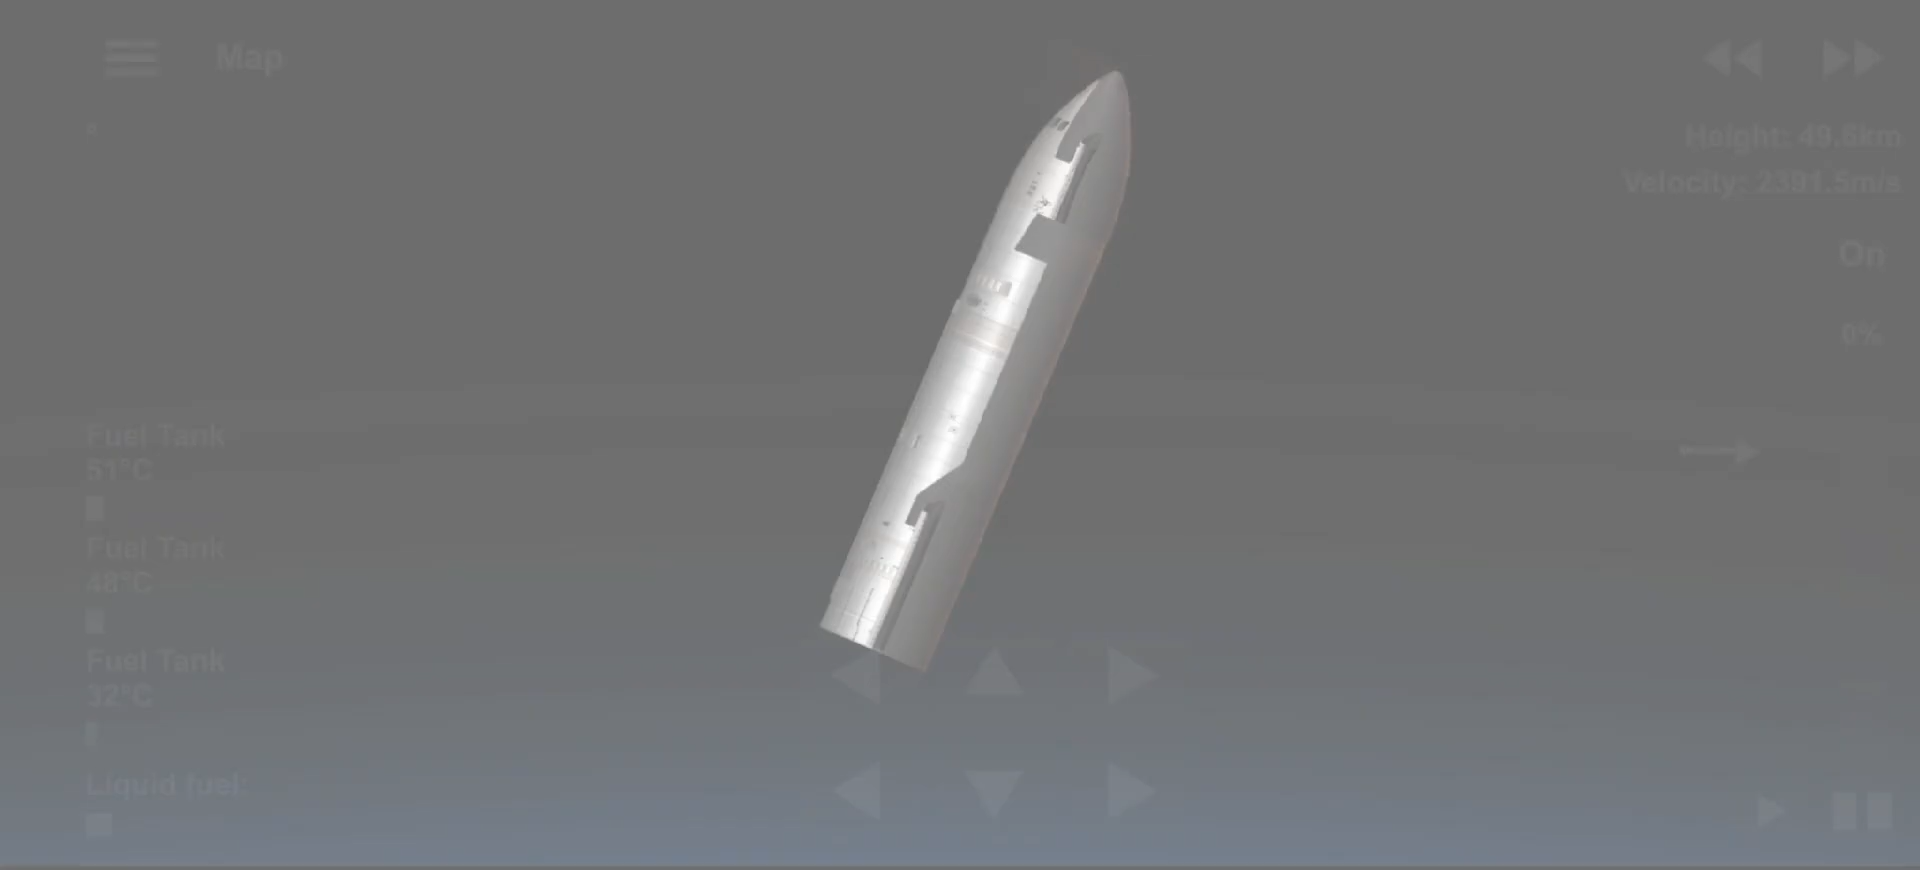 Map
Height: 49.5km
Velocity: 2391.5m/s
On
0%
Fuel Tank
51°C
Fuel Tank
48°C
Fuel Tank
32°C
Liquid fuel: